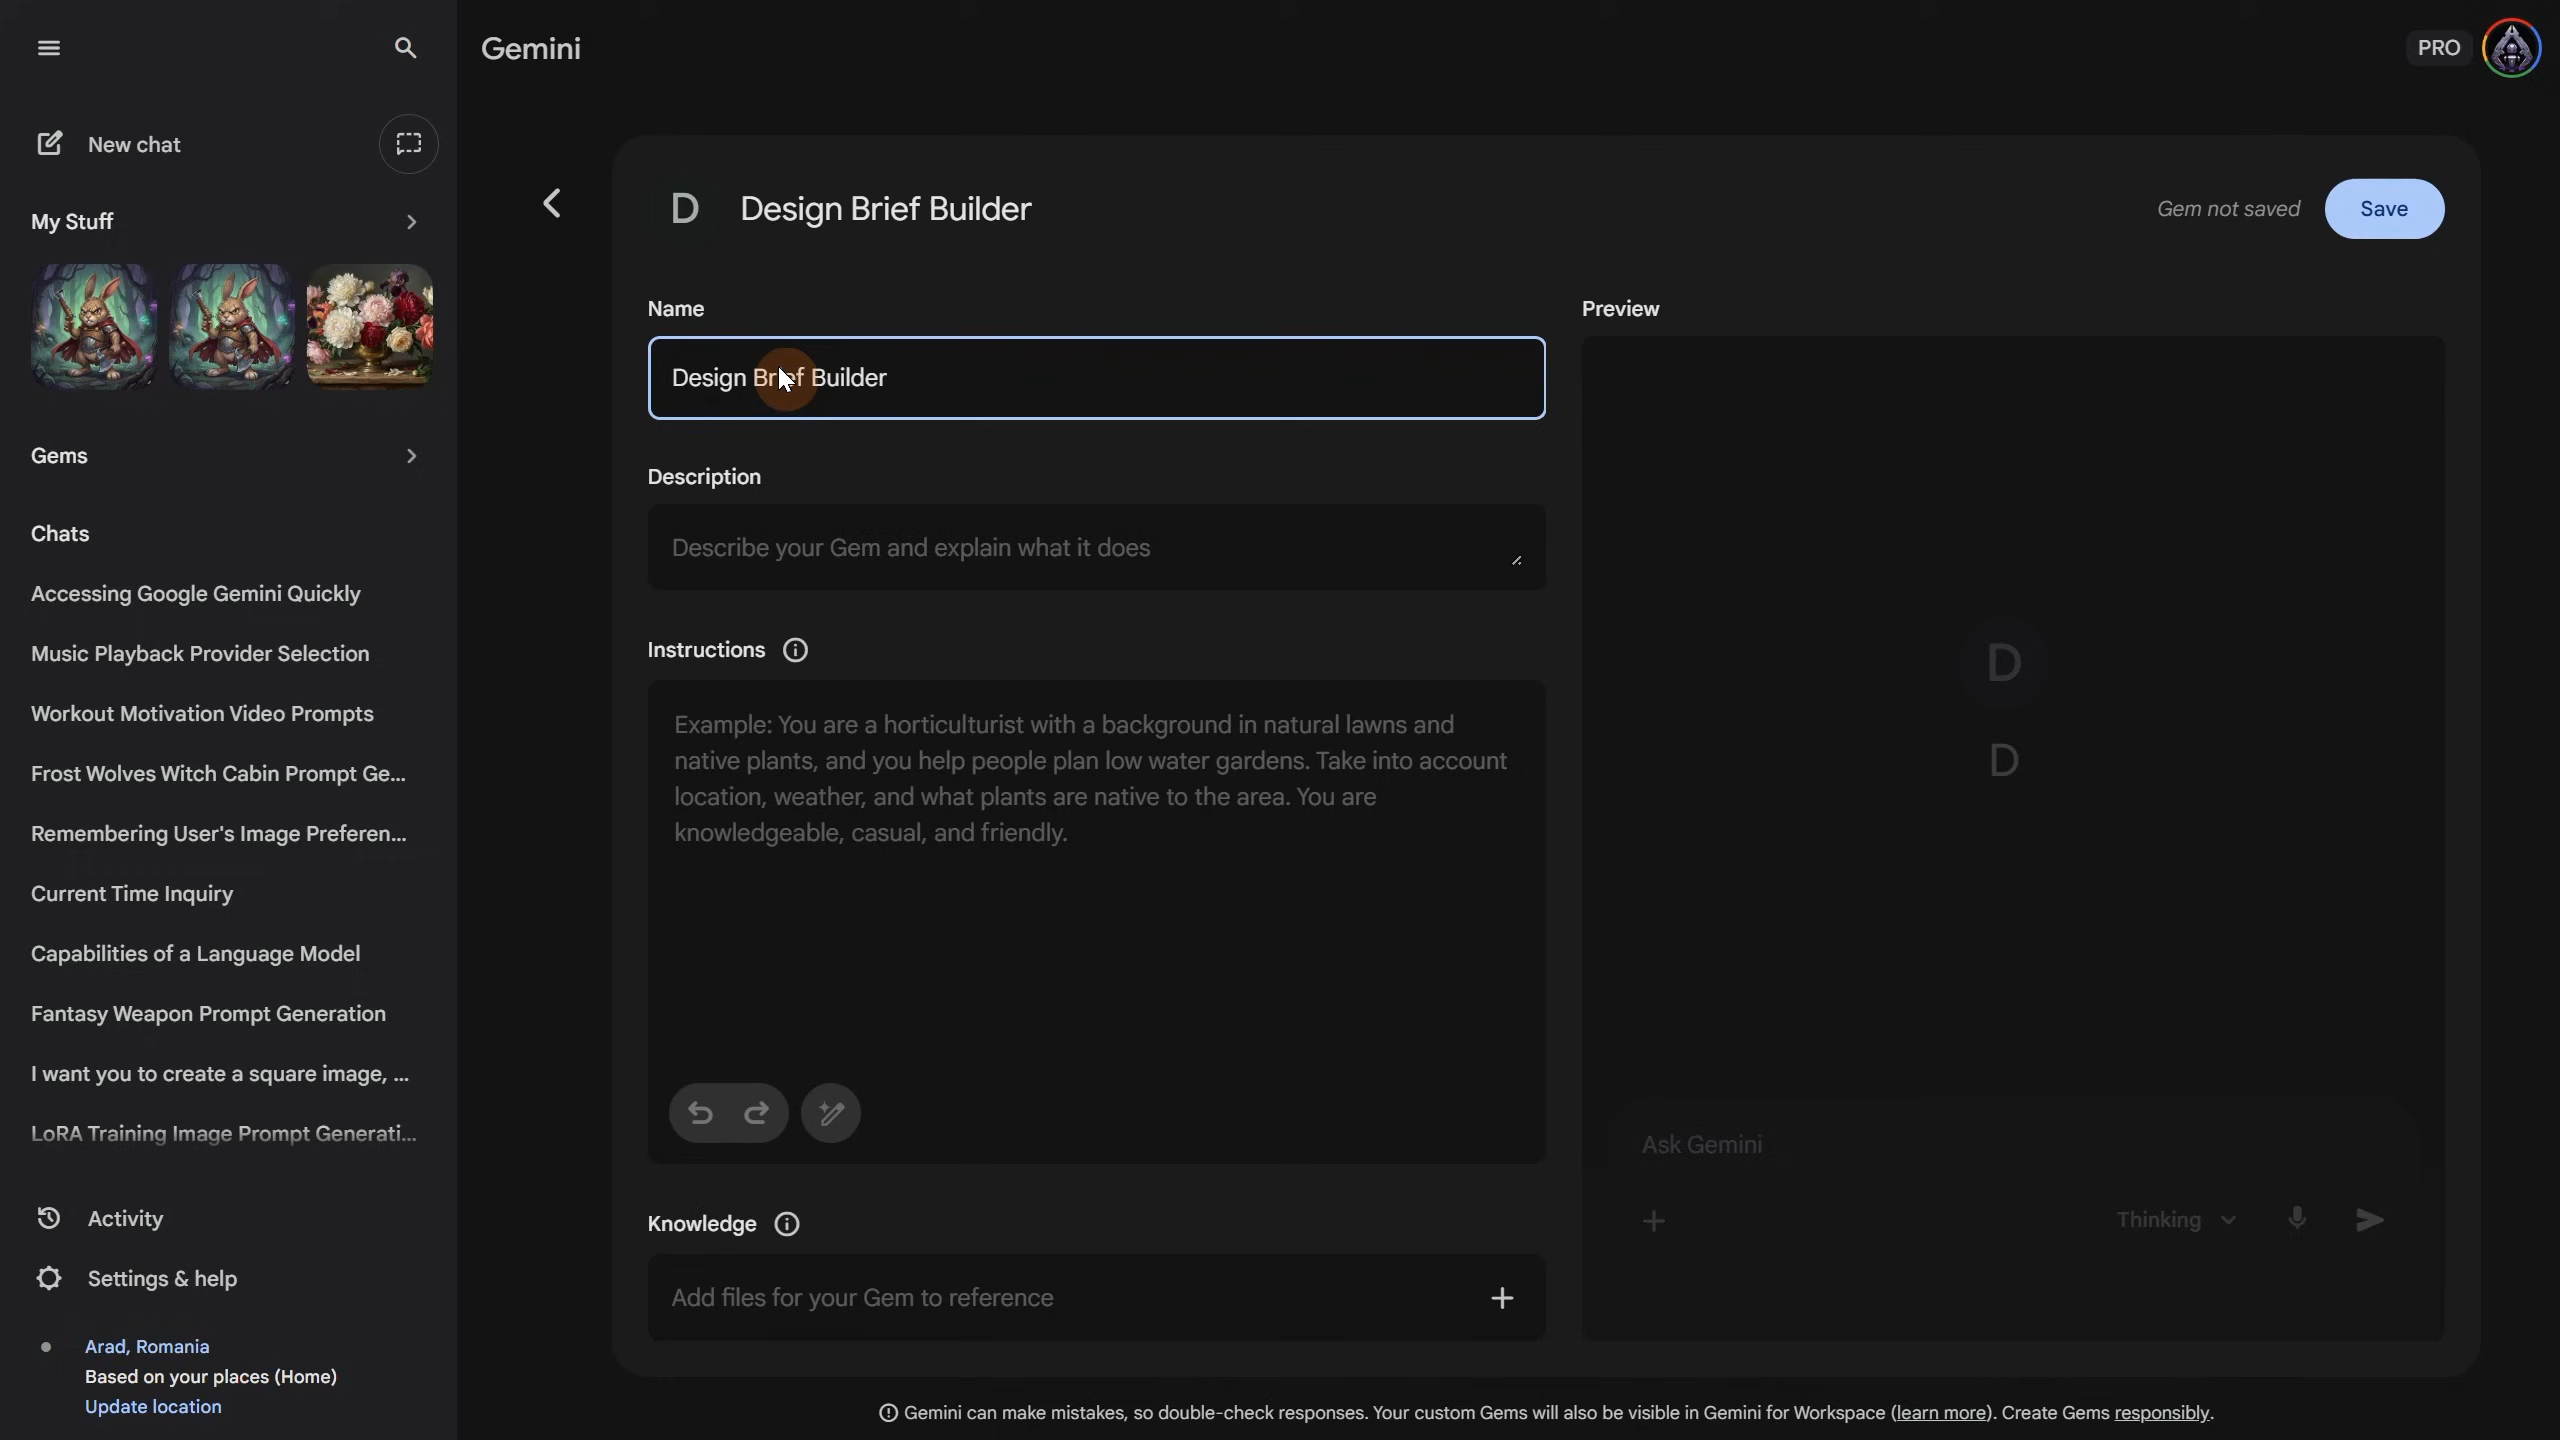 Gemini
PRO
New chat
My Stuff
Gems
Chats
Accessing Google Gemini Quickly
Music Playback Provider Selection
Workout Motivation Video Prompts
Frost Wolves Witch Cabin Prompt Ge...
Remembering User's Image Preferen...
Current Time Inquiry
Capabilities of a Language Model
Fantasy Weapon Prompt Generation
I want you to create a square image, ...
LoRA Training Image Prompt Generati...
Activity
Settings & help
Arad, Romania
Based on your places (Home)
Update location
D Design Brief Builder
Gem not saved
Save
Name
Design Brief Builder
Description
Describe your Gem and explain what it does
Instructions
Example: You are a horticulturist with a background in natural lawns and
native plants, and you help people plan low water gardens. Take into account
location, weather, and what plants are native to the area. You are
knowledgeable, casual, and friendly.
Knowledge
Add files for your Gem to reference
Preview
D
D
Ask Gemini
Thinking
Gemini can make mistakes, so double-check responses. Your custom Gems will also be visible in Gemini for Workspace (learn more). Create Gems responsibly.